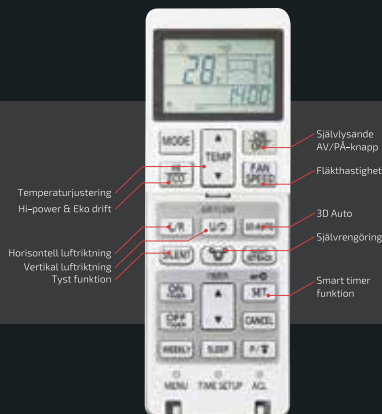 28
14:00
MODE
TEMP
ON
OFF
HI
ECO
FAN
SPEED
Självlysande
AV/PÅ-knapp
Fläkthastighet
Temperaturjustering
Hi-power & Eko drift
AIRFLOW
L/R
U/D
3D AUTO
3D Auto
Horisontell luftriktning
Vertikal luftriktning
Tyst funktion
SILENT
Självrengöring
TIMER
ON
SET
Smart timer
funktion
OFF
CANCEL
WEEKLY
SLEEP
MENU
TIME SETUP
ACL